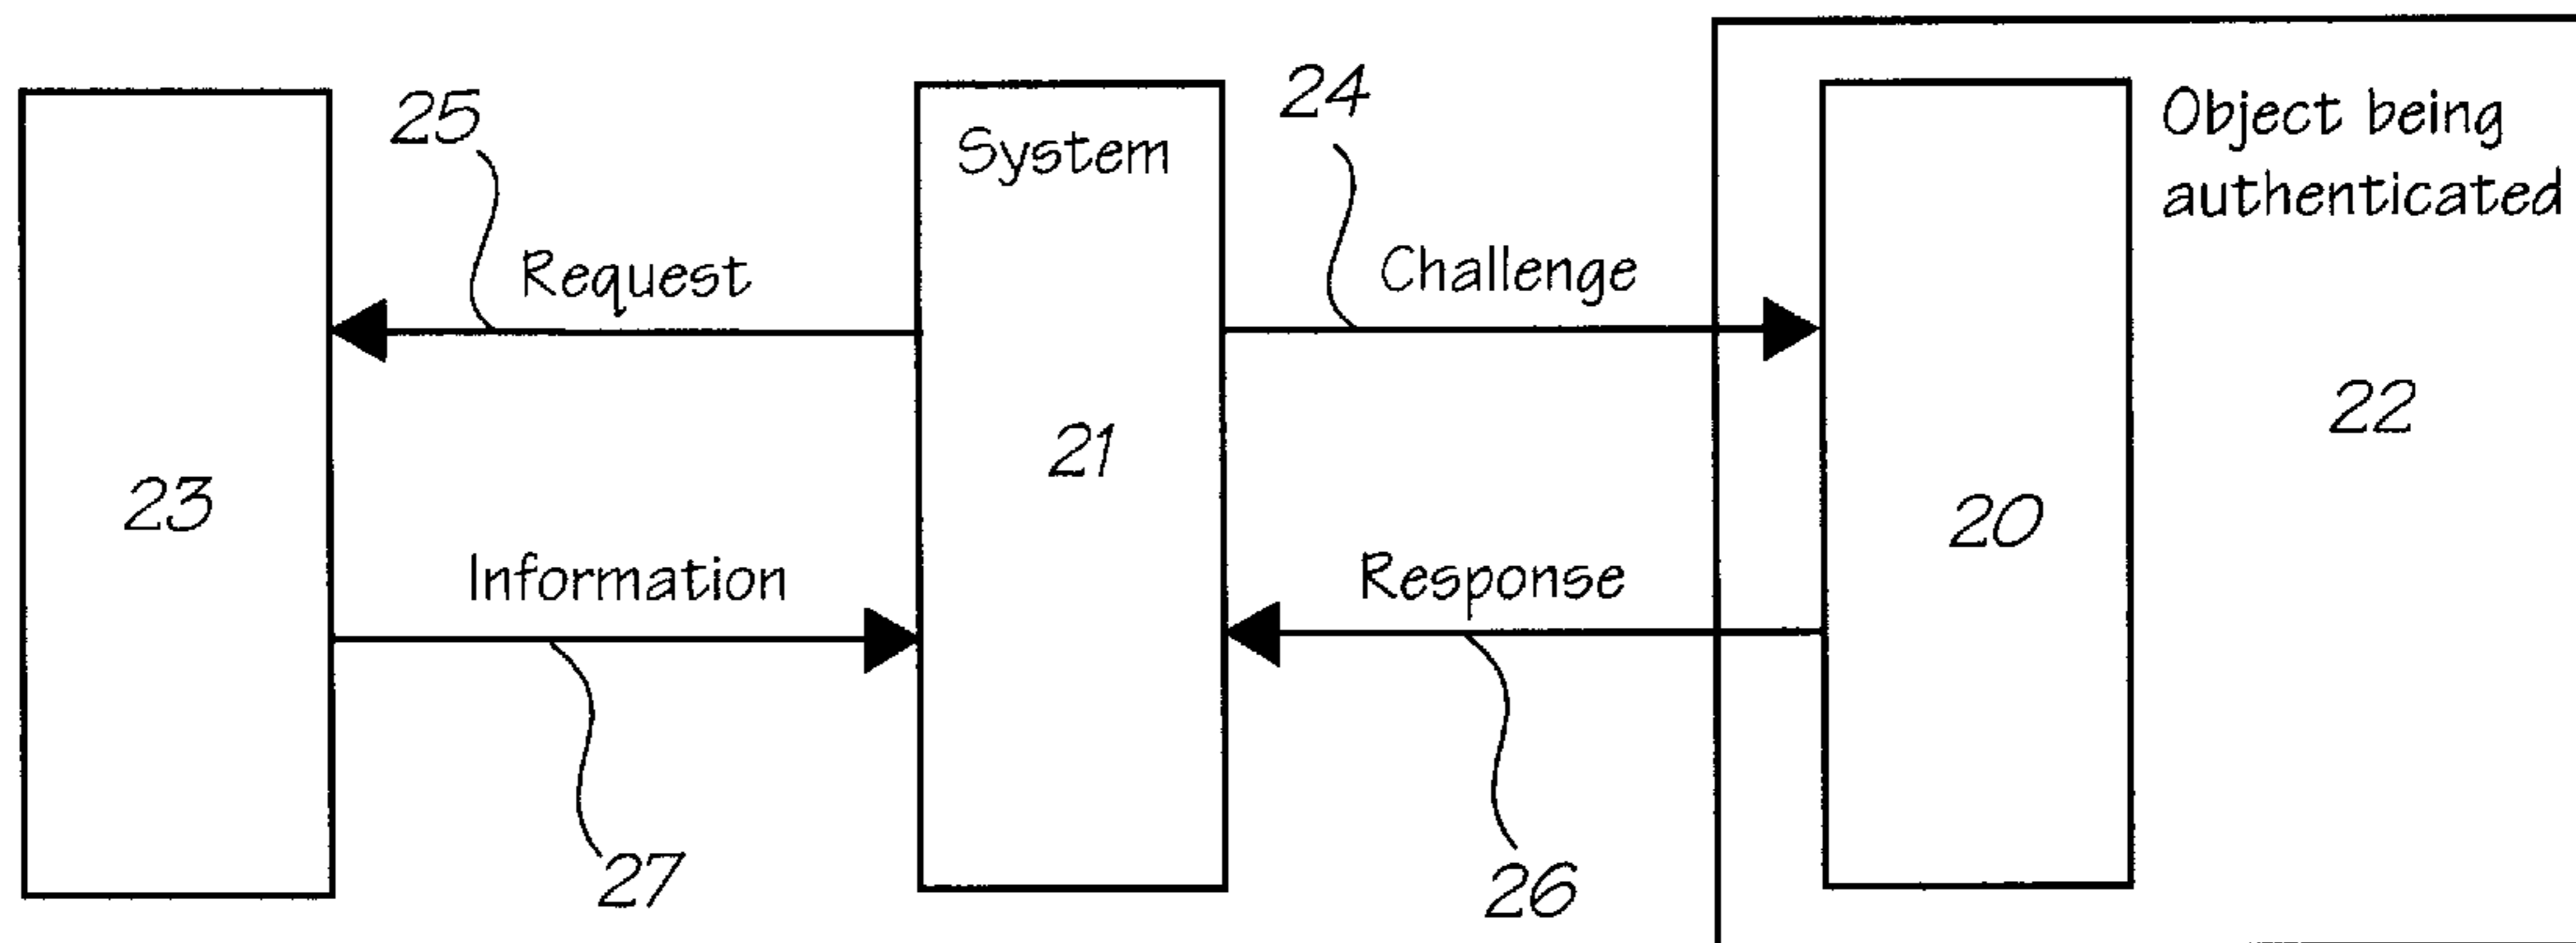 25
24
System
Object being
authenticated
Request
Challenge
22
21
23
20
Information
Response
27
26